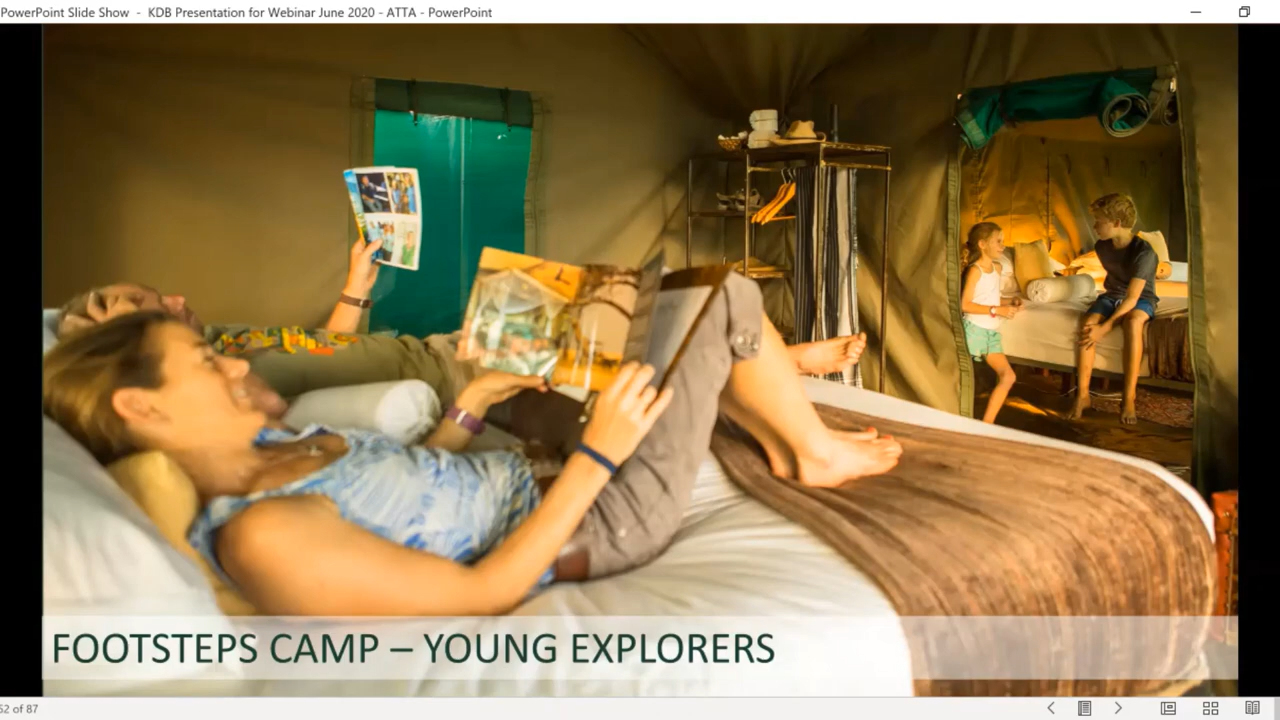 PowerPoint Slide Show - KDB Presentation for Webinar June 2020 - ATTA - PowerPoint
FOOTSTEPS CAMP – YOUNG EXPLORERS
52 of 87